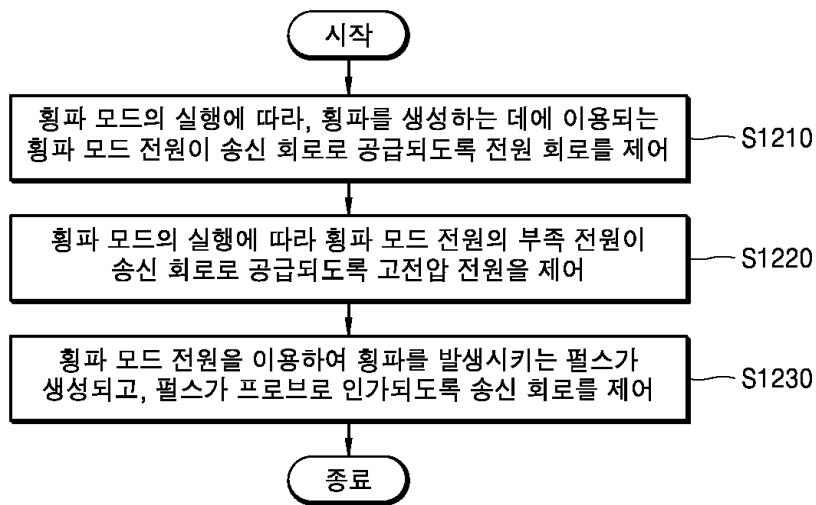 시작
횡파 모드의 실행에 따라, 횡파를 생성하는 데에 이용되는
횡파 모드 전원이 송신 회로로 공급되도록 전원 회로를 제어
S1210
횡파 모드의 실행에 따라 횡파 모드 전원의 부족 전원이
송신 회로로 공급되도록 고전압 전원을 제어
S1220
횡파 모드 전원을 이용하여 횡파를 발생시키는 펄스가
생성되고, 펄스가 프로브로 인가되도록 송신 회로를 제어
S1230
종료